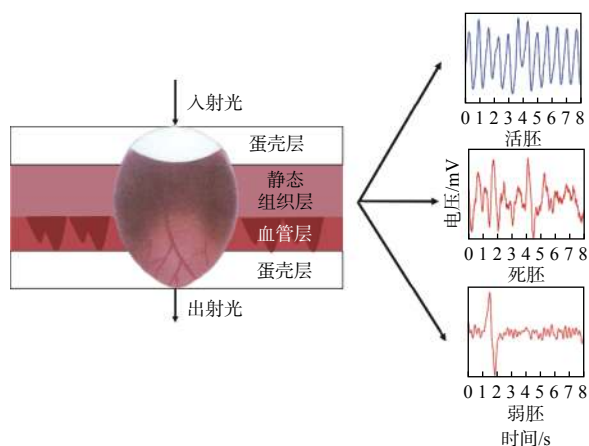 入射光
蛋壳层
静态
组织层
血管层
蛋壳层
出射光
电压/mV
0 1 2 3 4 5 6 7 8
活胚
0 1 2 3 4 5 6 7 8
死胚
0 1 2 3 4 5 6 7 8
弱胚
时间/s